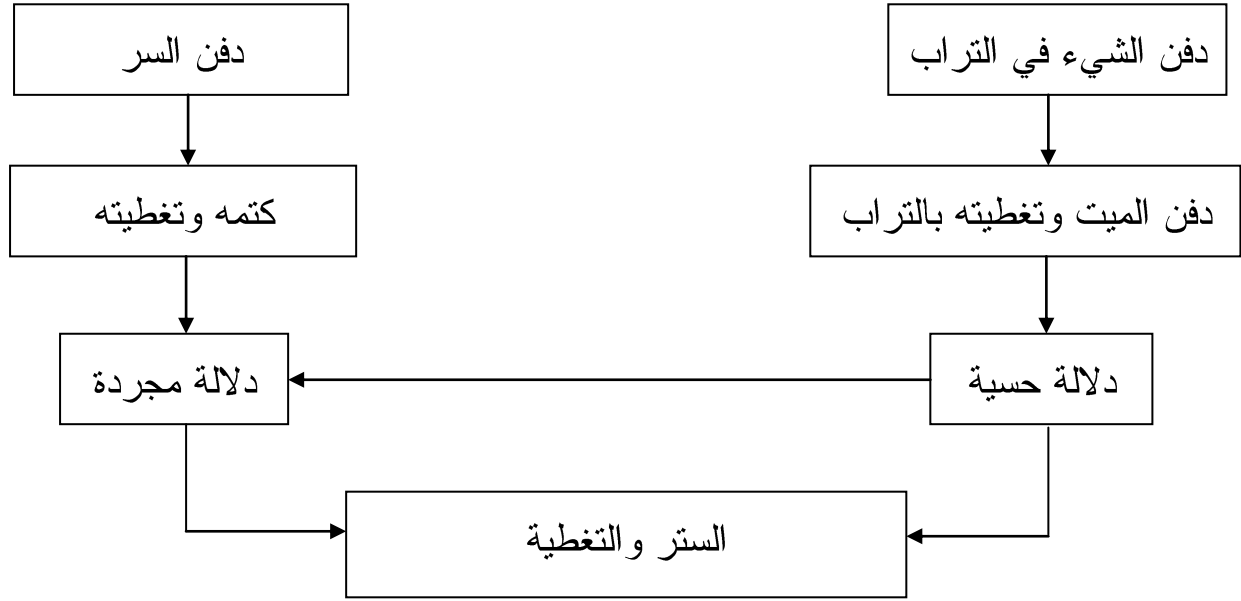 دفن الشيء في التراب
دفن السر
دفن الميت وتغطيته بالتراب
كتمه وتغطيته
دلالة حسية
دلالة مجردة
الستر والتغطية